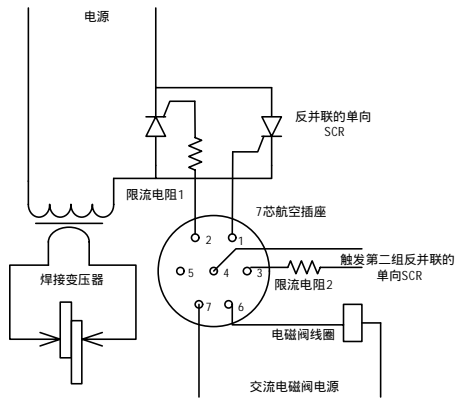 电源
反并联的单向
SCR
限流电阻1
7芯航空插座
2
1
触发第二组反并联的
单向SCR
5
4
3
焊接变压器
限流电阻2
7
6
电磁阀线圈
交流电磁阀电源